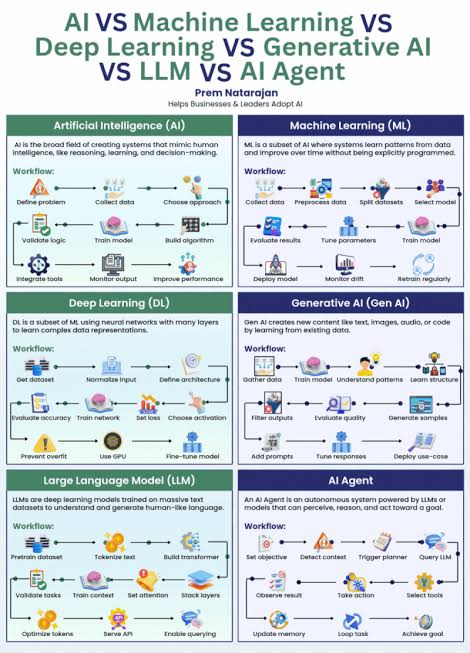 AI VS Machine Learning VS
Deep Learning VS Generative AI
VS LLM VS AI Agent
Prem Natarajan
Helps Businesses & Leaders Adopt AI
Artificial Intelligence (AI)
AI is the broad field of creating systems that mimic human
intelligence, like reasoning, learning, and decision-making.
Workflow:
Define problem
Collect data
Choose approach
Validate logic
Train model
Build algorithm
Integrate tools
Monitor output
Improve performance
Machine Learning (ML)
ML is a subset of AI where systems learn patterns from data
and improve over time without being explicitly programmed.
Workflow:
Collect data
Preprocess data
Split datasets
Select model
Evaluate results
Tune parameters
Train model
Deploy model
Monitor drift
Retrain regularly
Deep Learning (DL)
DL is a subset of ML using neural networks with many layers
to learn complex data representations.
Workflow:
Get dataset
Normalize input
Define architecture
Evaluate accuracy
Train network
Set loss
Choose activation
Prevent overfit
Use GPU
Fine-tune model
Generative AI (Gen AI)
Gen AI creates new content like text, images, audio, or code
by learning from existing data.
Workflow:
Gather data
Train model
Understand patterns
Learn structure
Filter outputs
Evaluate quality
Generate samples
Add prompts
Tune responses
Deploy use-case
Large Language Model (LLM)
LLMs are deep learning models trained on massive text
datasets to understand and generate human-like language.
Workflow:
Pretrain dataset
Tokenize text
Build transformer
Validate tasks
Train context
Set attention
Stack layers
Optimize tokens
API
Serve API
Enable querying
AI Agent
An AI Agent is an autonomous system powered by LLMs or
models that can perceive, reason, and act toward a goal.
Workflow:
Set objective
Detect context
Trigger planner
Query LLM
Observe result
Take action
Select tools
Update memory
Loop task
Achieve goal